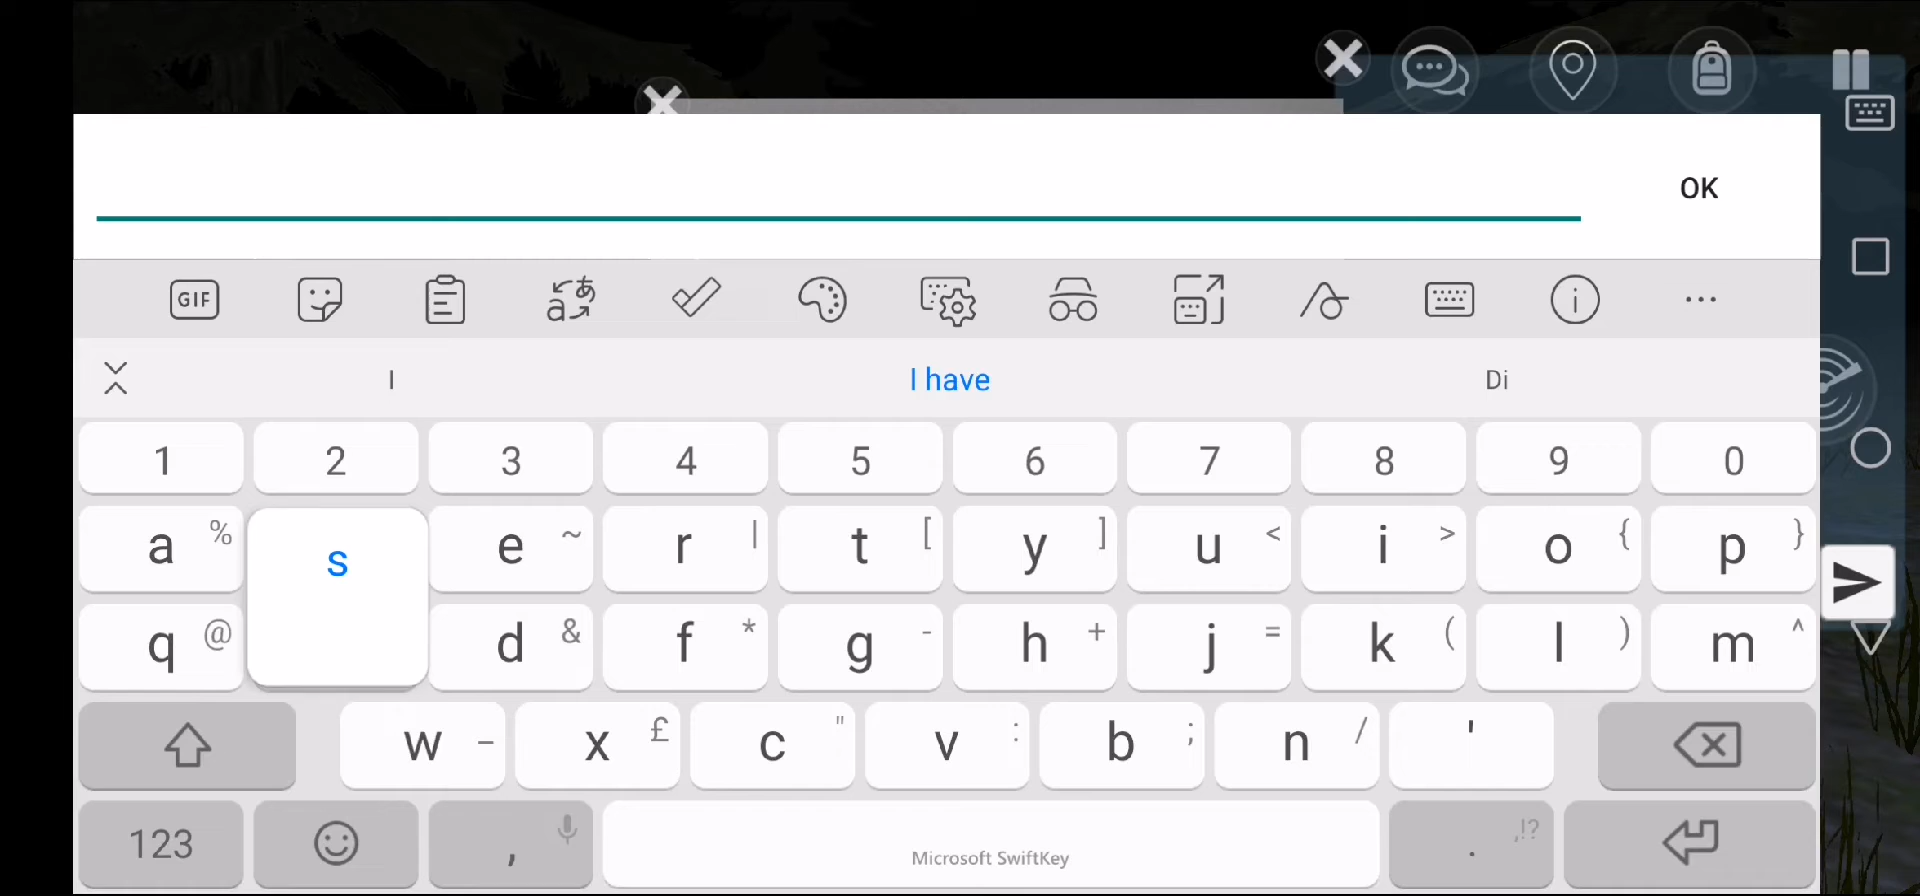 OK
GIF
I I have Di
1 2 3 4 5 6 7 8 9 0
a % s e ~ r | t [ y ] u < i > o { p }
q @ d & f * g - h + j = k ( l ) m ^
w _ x £ c " v : b ; n / '
123 , Microsoft SwiftKey . ,!?